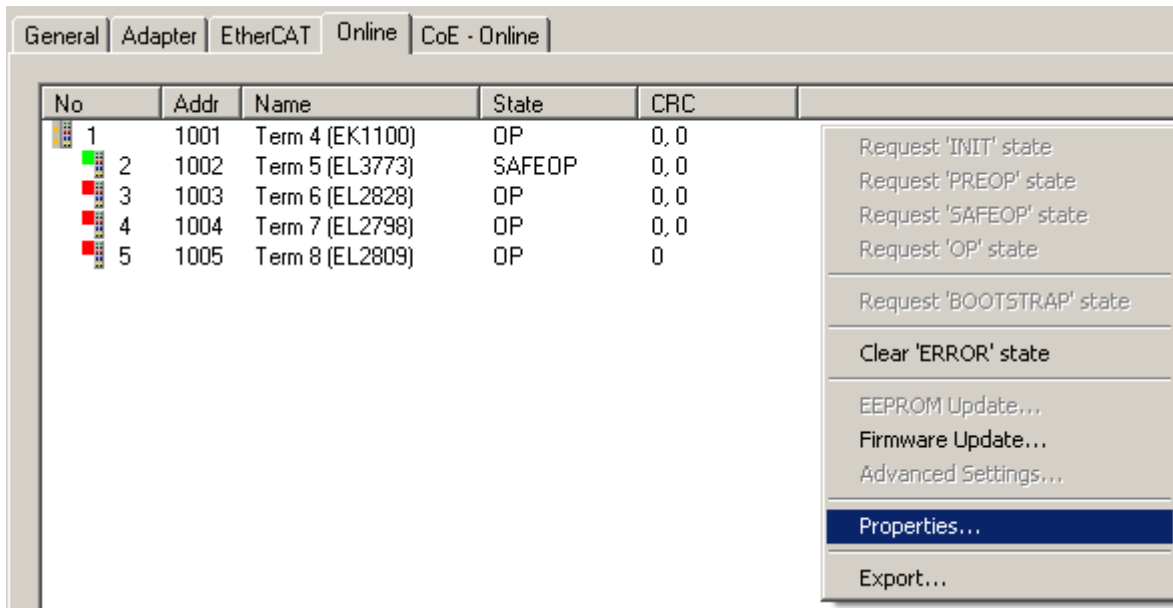 General Adapter EtherCAT Online CoE - Online
No Addr Name State CRC
1 1001 Term 4 (EK1100) OP 0, 0
2 1002 Term 5 (EL3773) SAFEOP 0, 0
3 1003 Term 6 (EL2828) OP 0, 0
4 1004 Term 7 (EL2798) OP 0, 0
5 1005 Term 8 (EL2809) OP 0
Request 'INIT' state
Request 'PREOP' state
Request 'SAFEOP' state
Request 'OP' state
Request 'BOOTSTRAP' state
Clear 'ERROR' state
EEPROM Update...
Firmware Update...
Advanced Settings...
Properties...
Export...